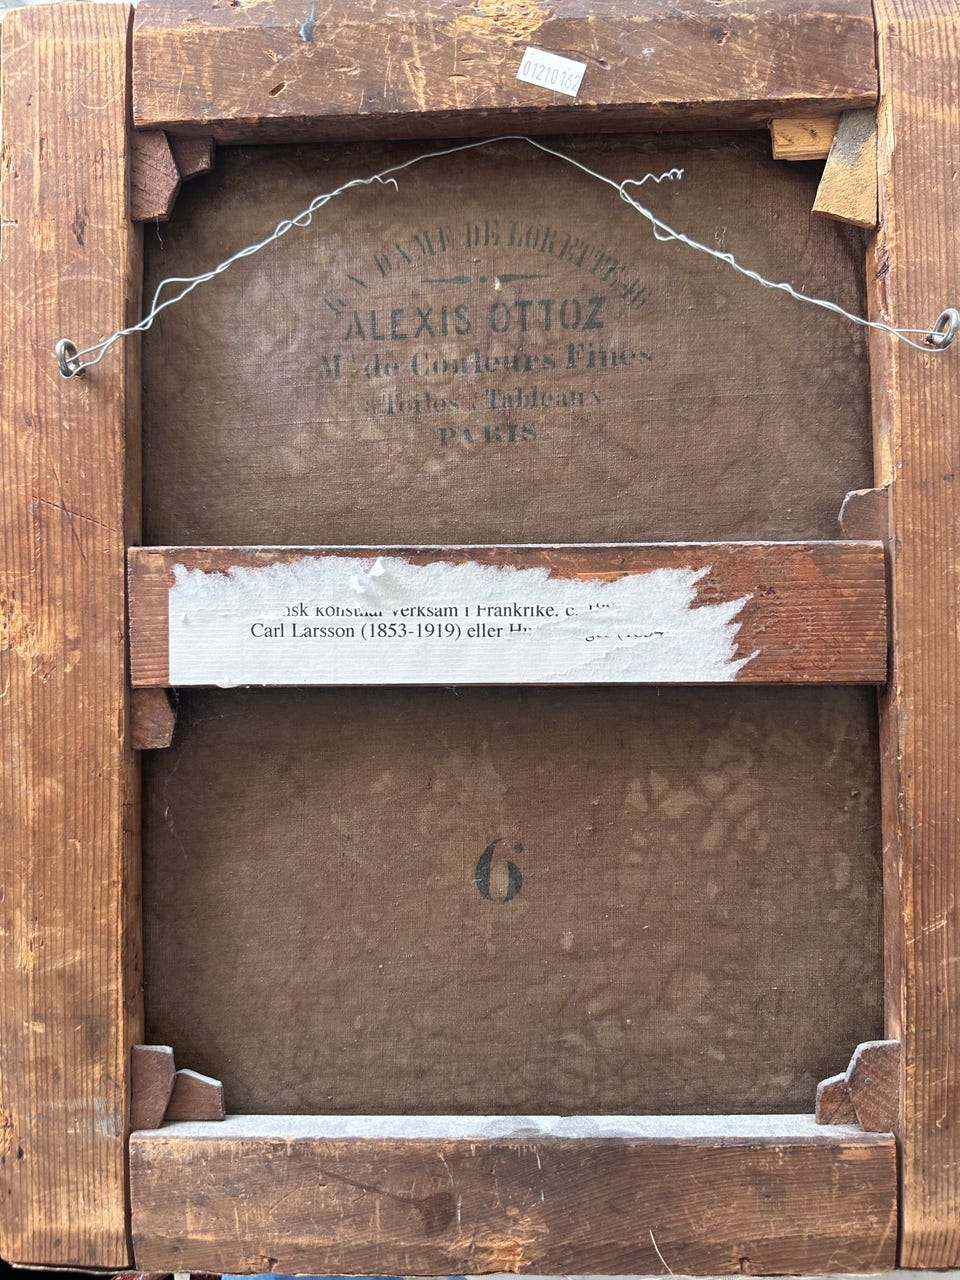 01210162
R. N. DAME DE LORETTE. 46
ALEXIS OTTOZ
Md de Couleurs Fines
Toiles Tableaux
PARIS
konstnär verksam i Frankrike. c.
Carl Larsson (1853-1919) eller
6